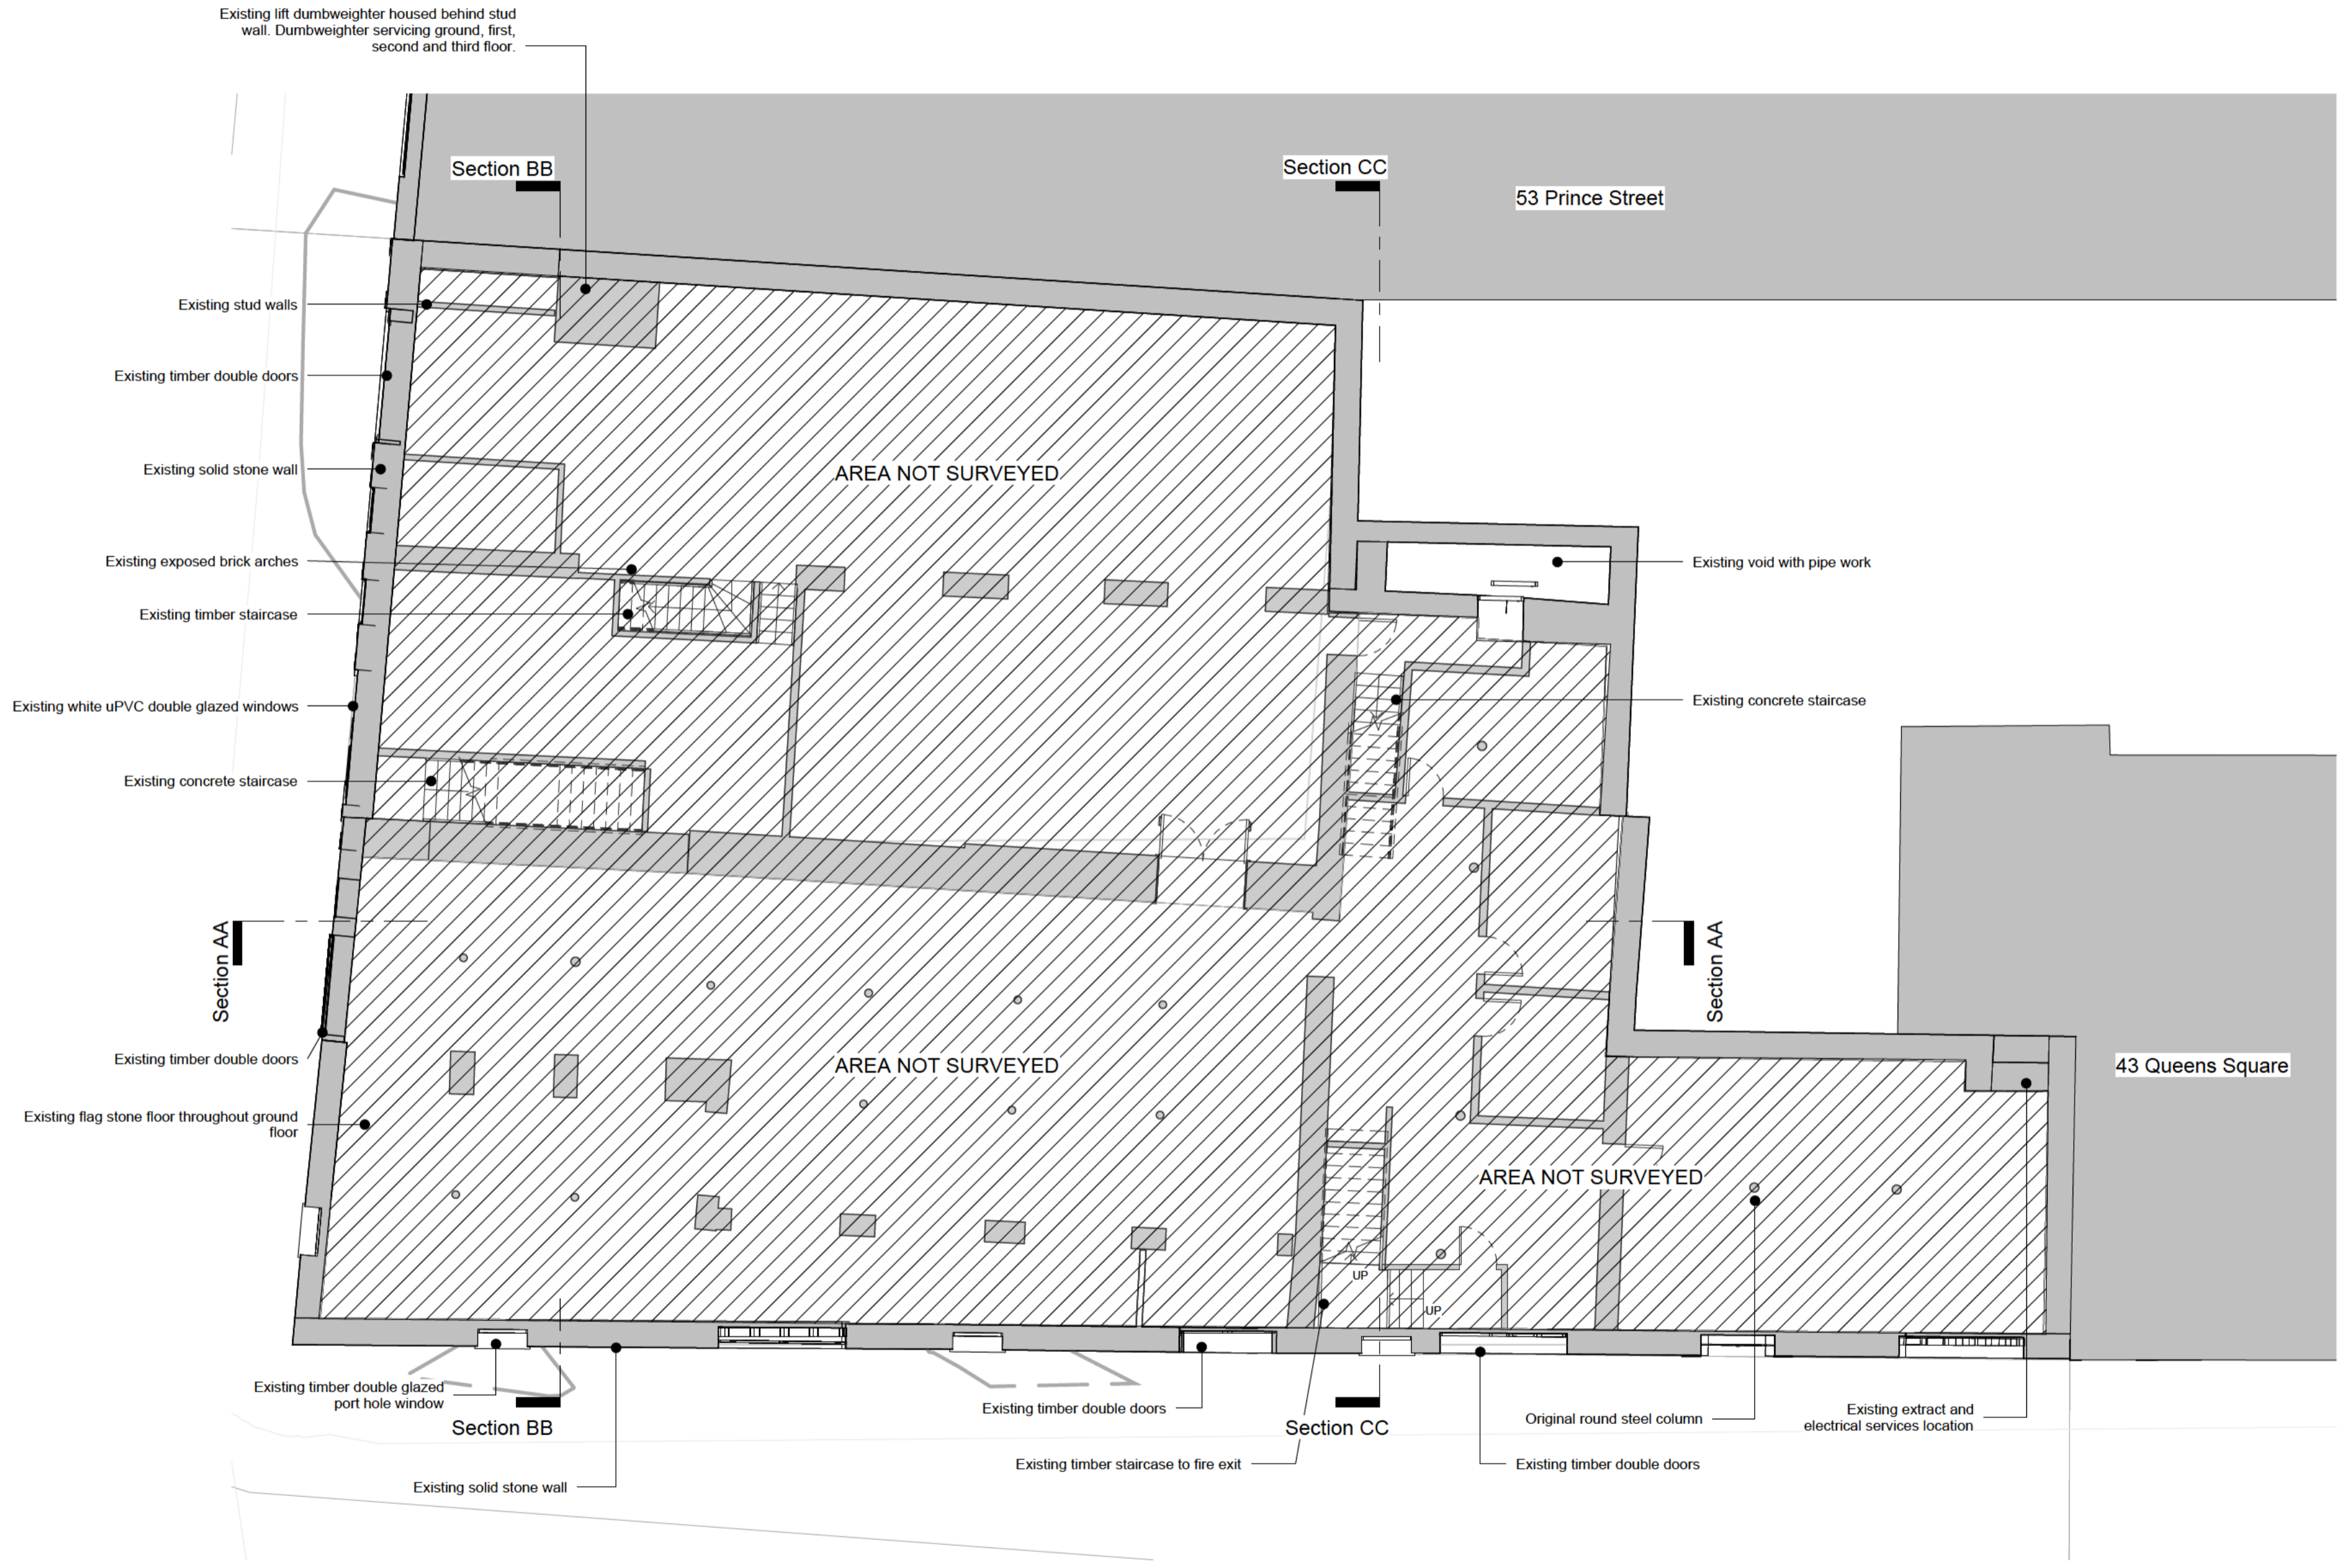 Existing lift dumbweighter housed behind stud
wall. Dumbweighter servicing ground, first,
second and third floor.
Section BB
Section CC
53 Prince Street
Existing stud walls
Existing timber double doors
Existing solid stone wall
AREA NOT SURVEYED
Existing exposed brick arches
Existing void with pipe work
Existing timber staircase
Existing white uPVC double glazed windows
Existing concrete staircase
Existing concrete staircase
Section AA
Section AA
Existing timber double doors
AREA NOT SURVEYED
43 Queens Square
Existing flag stone floor throughout ground
floor
AREA NOT SURVEYED
UP
UP
Existing timber double glazed
port hole window
Section BB
Existing timber double doors
Section CC
Original round steel column
Existing extract and
electrical services location
Existing timber staircase to fire exit
Existing timber double doors
Existing solid stone wall